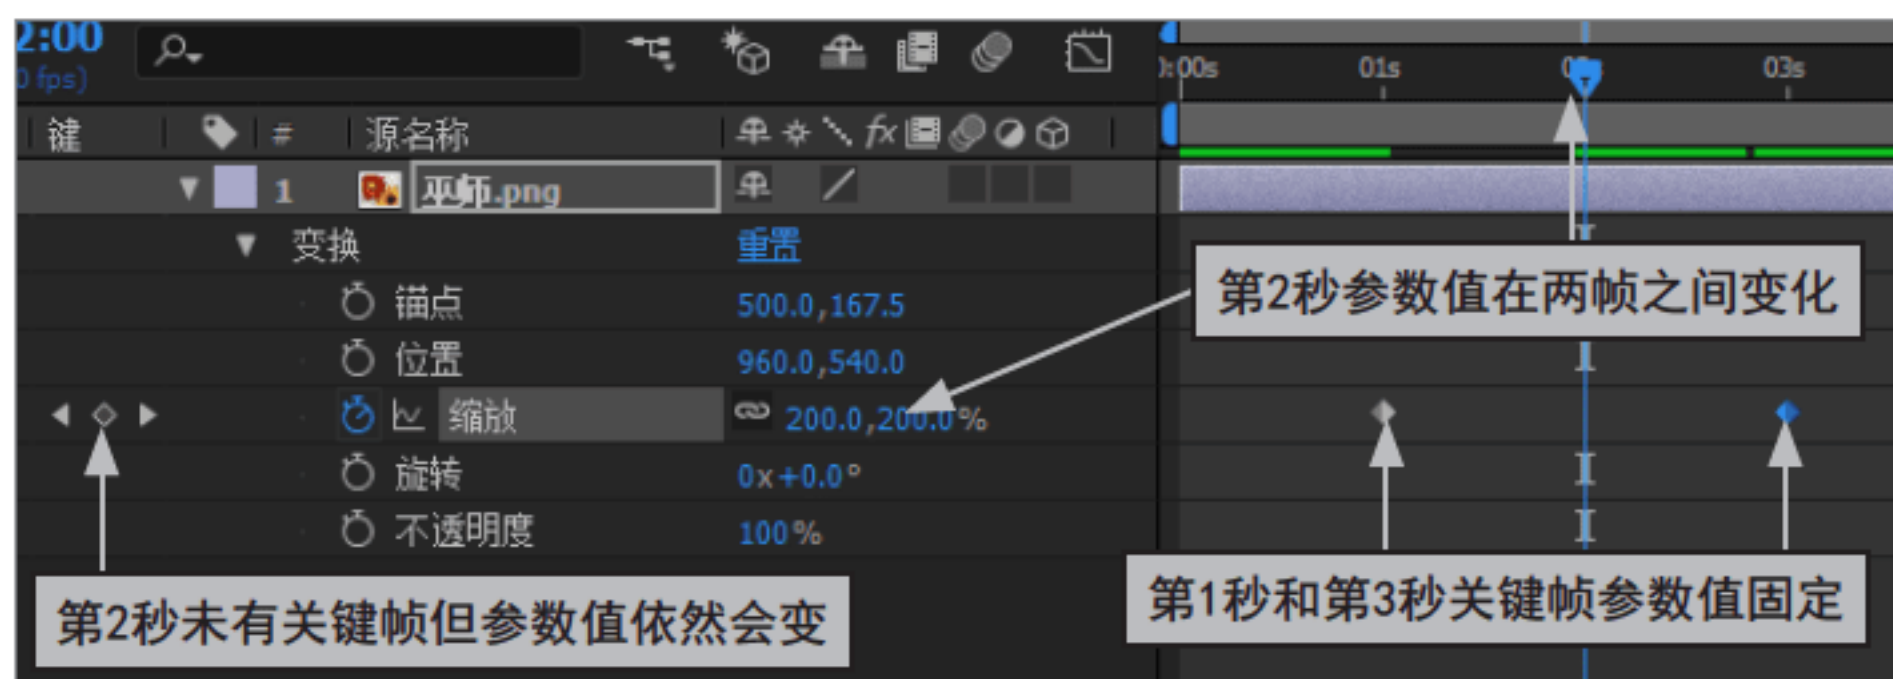 2:00
0 fps)
:00s 01s 03s
键 # 源名称 fx
1 巫师.png
变换 重置
锚点 500.0,167.5
第2秒参数值在两帧之间变化
位置 960.0,540.0
缩放 200.0,200.0%
旋转 0x+0.0°
不透明度 100%
第1秒和第3秒关键帧参数值固定
第2秒未有关键帧但参数值依然会变